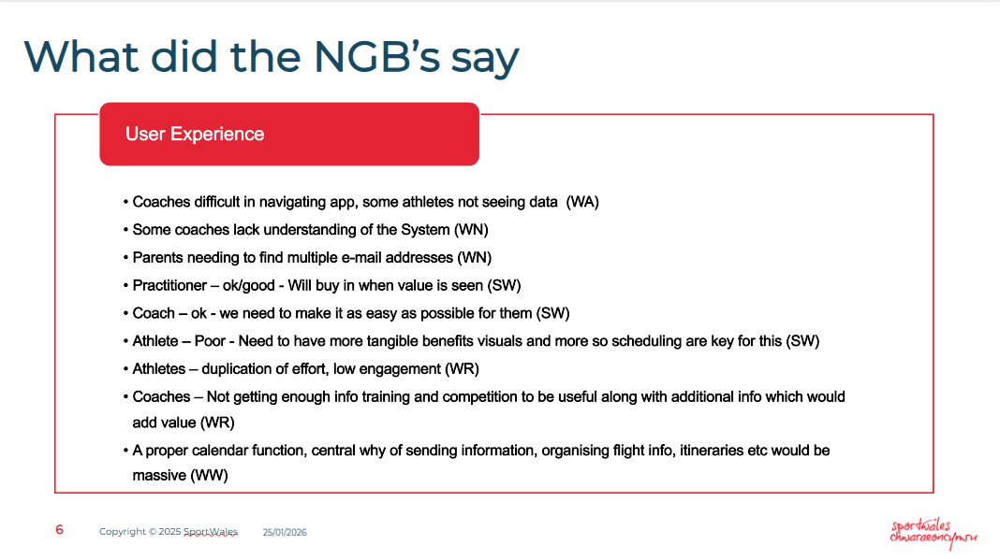 What did the NGB’s say
User Experience
• Coaches difficult in navigating app, some athletes not seeing data (WA)
• Some coaches lack understanding of the System (WN)
• Parents needing to find multiple e-mail addresses (WN)
• Practitioner – ok/good - Will buy in when value is seen (SW)
• Coach – ok - we need to make it as easy as possible for them (SW)
• Athlete – Poor - Need to have more tangible benefits visuals and more so scheduling are key for this (SW)
• Athletes – duplication of effort, low engagement (WR)
• Coaches – Not getting enough info training and competition to be useful along with additional info which would
add value (WR)
• A proper calendar function, central why of sending information, organising flight info, itineraries etc would be
massive (WW)
6
Copyright © 2025 SportWales
25/01/2026
sportwales
chwaraeoncymru